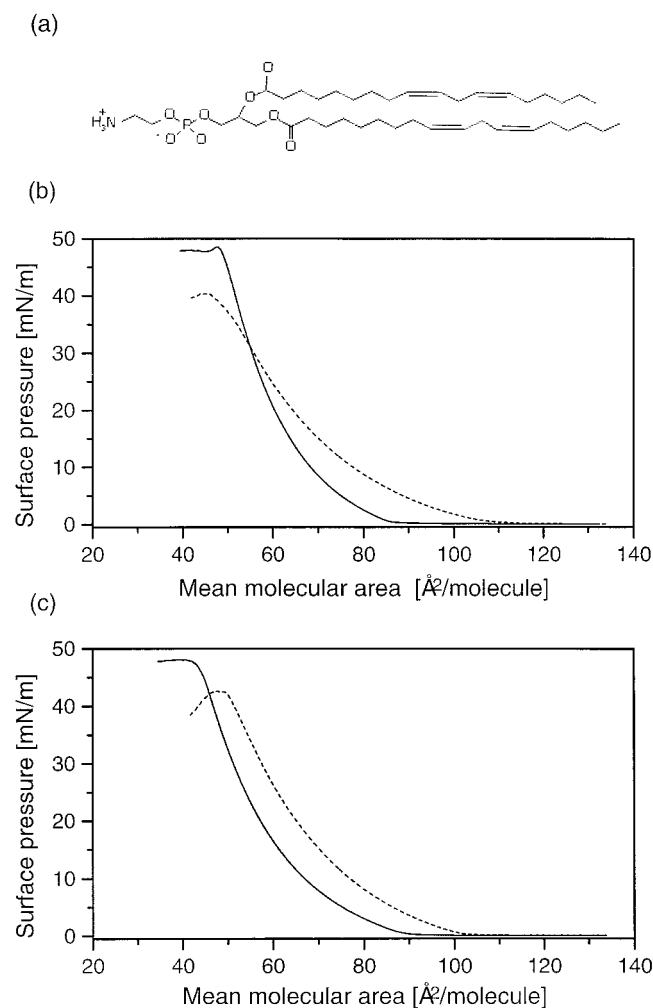 (a)
O
O
H₃N⁺ O O O
P
-O O O
(b)
50
40
30
20
10
0
Surface pressure [mN/m]
20 40 60 80 100 120 140
Mean molecular area [Å²/molecule]
(c)
50
40
30
20
10
0
Surface pressure [mN/m]
20 40 60 80 100 120 140
Mean molecular area [Å²/molecule]